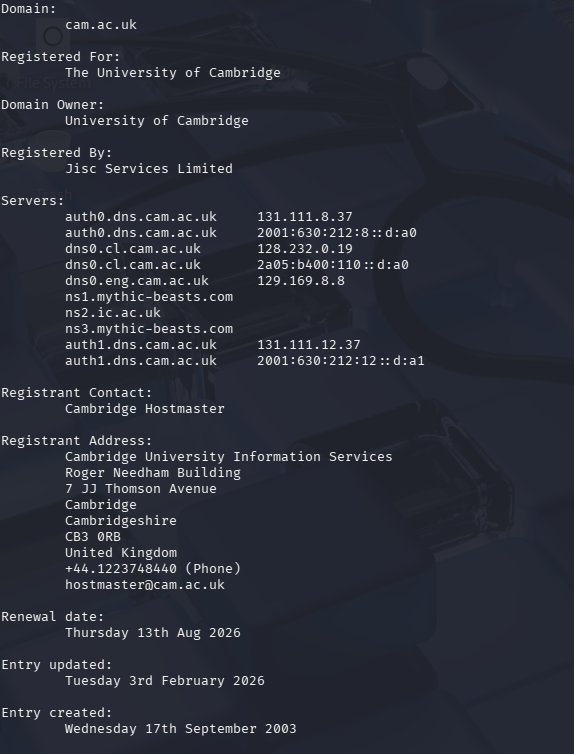 Domain:
cam.ac.uk
Registered For:
The University of Cambridge
Domain Owner:
University of Cambridge
Registered By:
Jisc Services Limited
Servers:
auth0.dns.cam.ac.uk 131.111.8.37
auth0.dns.cam.ac.uk 2001:630:212:8::d:a0
dns0.cl.cam.ac.uk 128.232.0.19
dns0.cl.cam.ac.uk 2a05:b400:110::d:a0
dns0.eng.cam.ac.uk 129.169.8.8
ns1.mythic-beasts.com
ns2.ic.ac.uk
ns3.mythic-beasts.com
auth1.dns.cam.ac.uk 131.111.12.37
auth1.dns.cam.ac.uk 2001:630:212:12::d:a1
Registrant Contact:
Cambridge Hostmaster
Registrant Address:
Cambridge University Information Services
Roger Needham Building
7 JJ Thomson Avenue
Cambridge
Cambridgeshire
CB3 0RB
United Kingdom
+44.1223748440 (Phone)
hostmaster@cam.ac.uk
Renewal date:
Thursday 13th Aug 2026
Entry updated:
Tuesday 3rd February 2026
Entry created:
Wednesday 17th September 2003